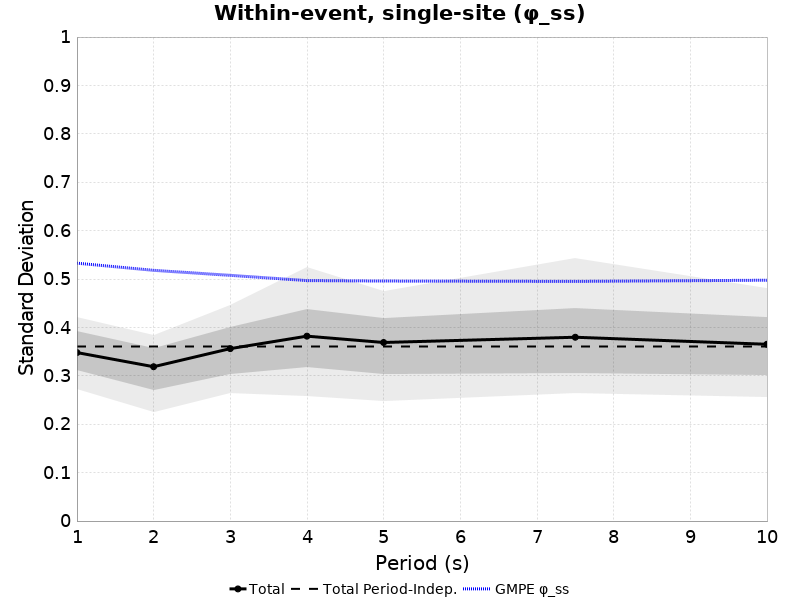 Within-event, single-site (φ_ss)
Standard Deviation
1
0.9
0.8
0.7
0.6
0.5
0.4
0.3
0.2
0.1
0
1 2 3 4 5 6 7 8 9 10
Period (s)
Total Total Period-Indep. GMPE φ_ss